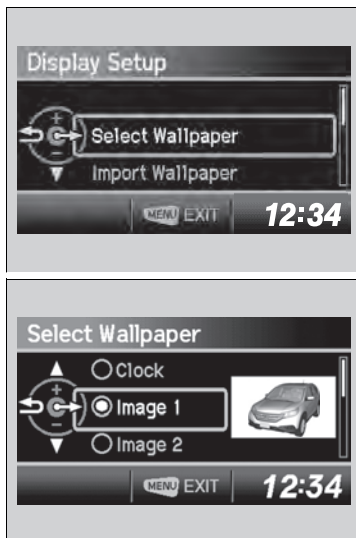 Display Setup
+
Select Wallpaper
−
Import Wallpaper
MENU EXIT
12:34
Select Wallpaper
Clock
+
Image 1
−
Image 2
MENU EXIT
12:34